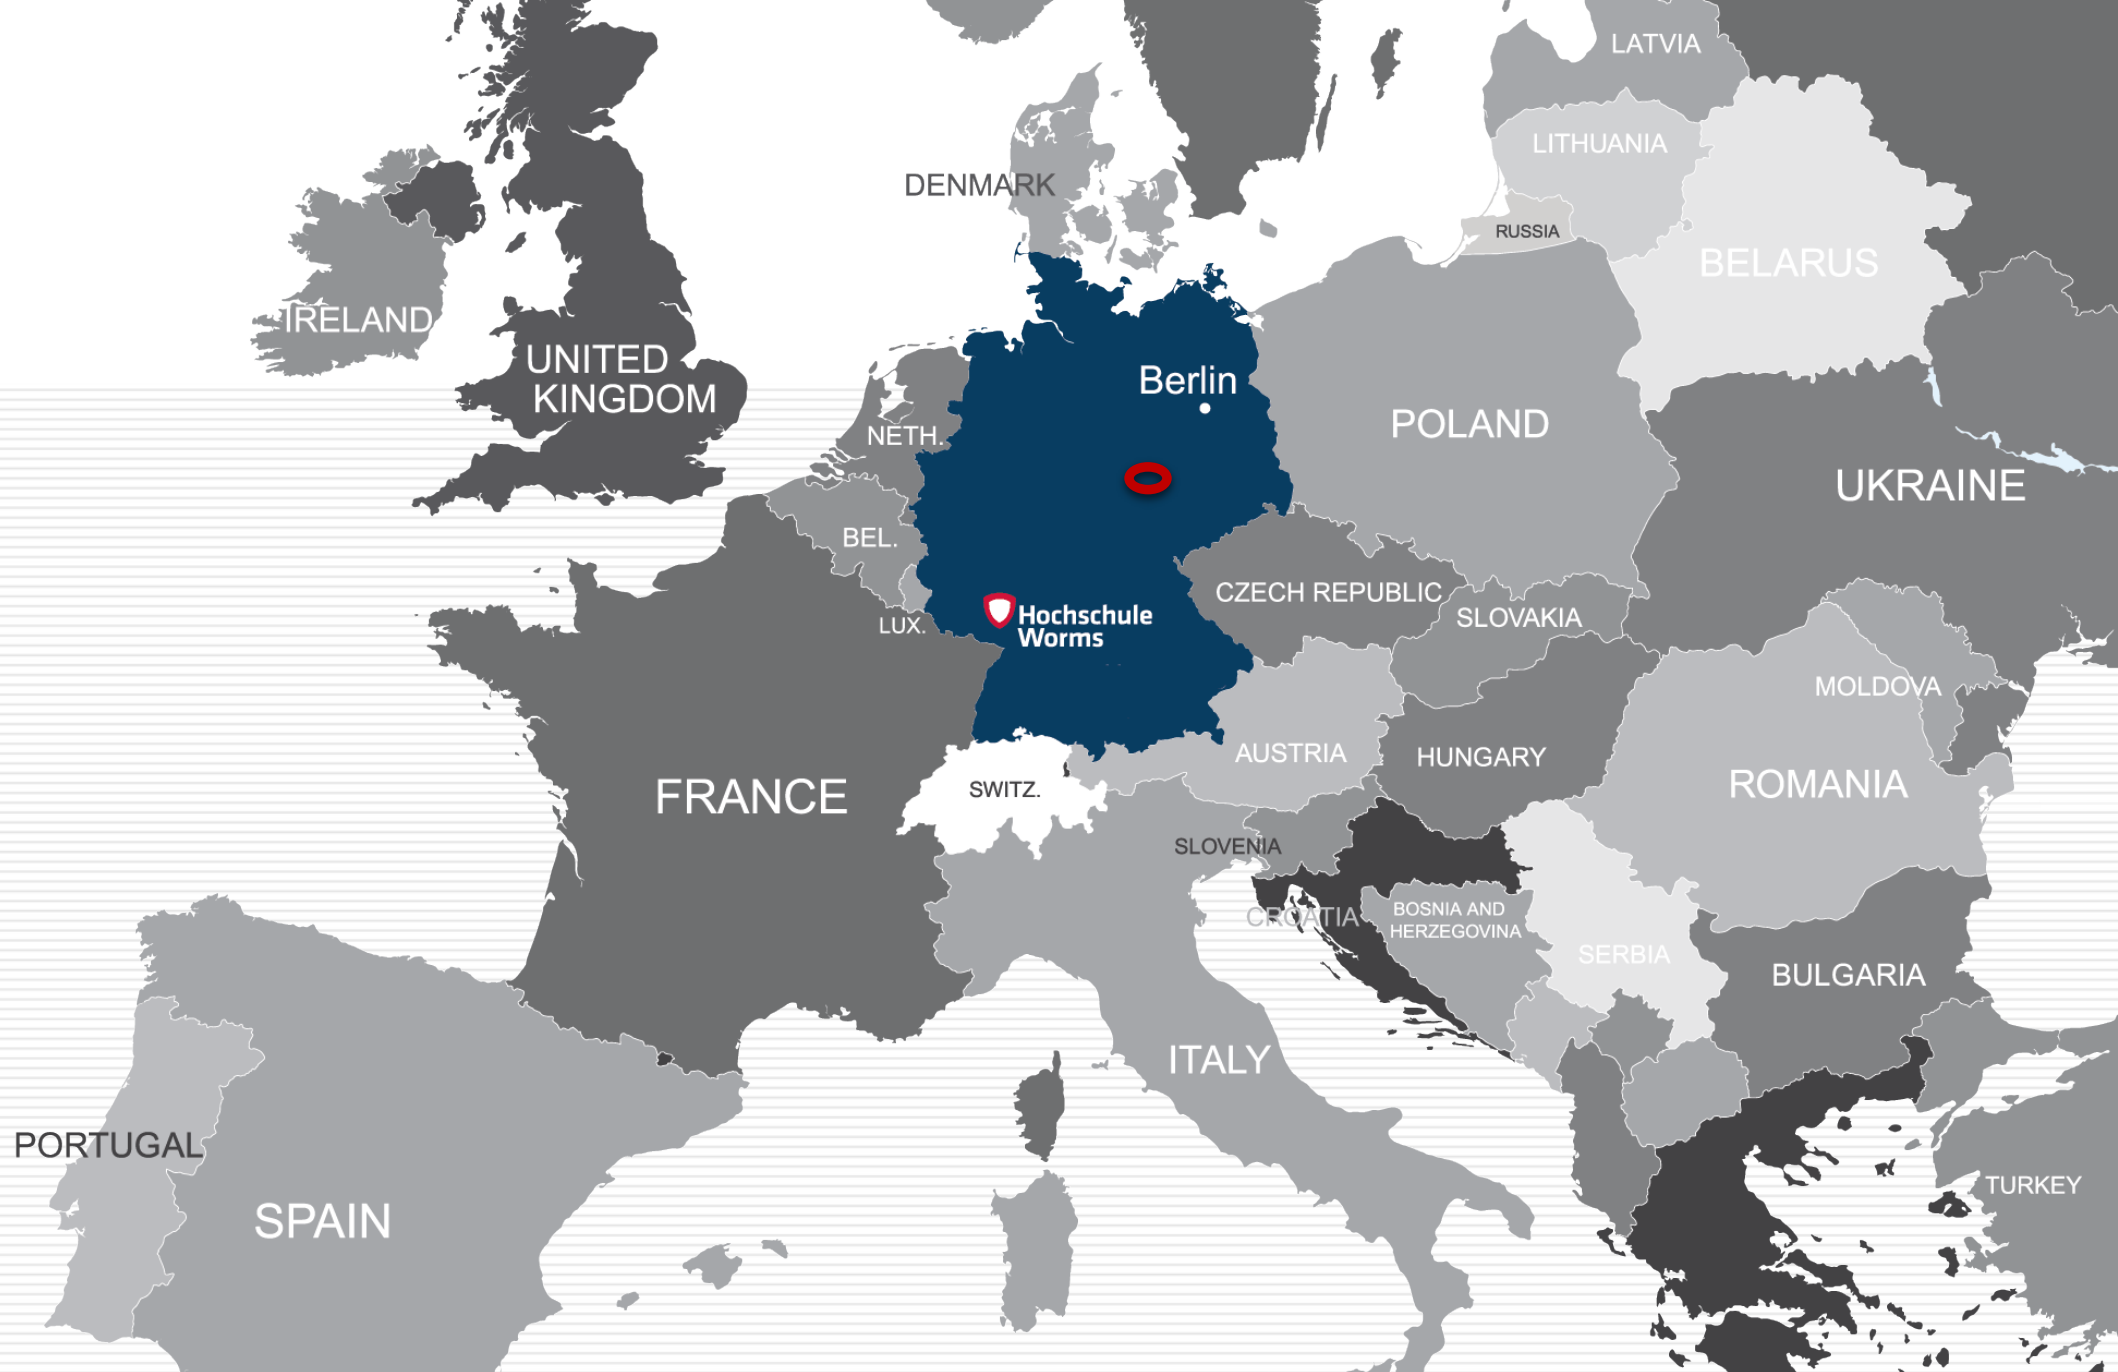 LATVIA
LITHUANIA
DENMARK
RUSSIA
BELARUS
IRELAND
UNITED
KINGDOM
Berlin
NETH.
POLAND
UKRAINE
BEL.
CZECH REPUBLIC
SLOVAKIA
LUX.
Hochschule
Worms
MOLDOVA
AUSTRIA
HUNGARY
FRANCE
SWITZ.
ROMANIA
SLOVENIA
CROATIA
BOSNIA AND
HERZEGOVINA
SERBIA
BULGARIA
ITALY
PORTUGAL
SPAIN
TURKEY